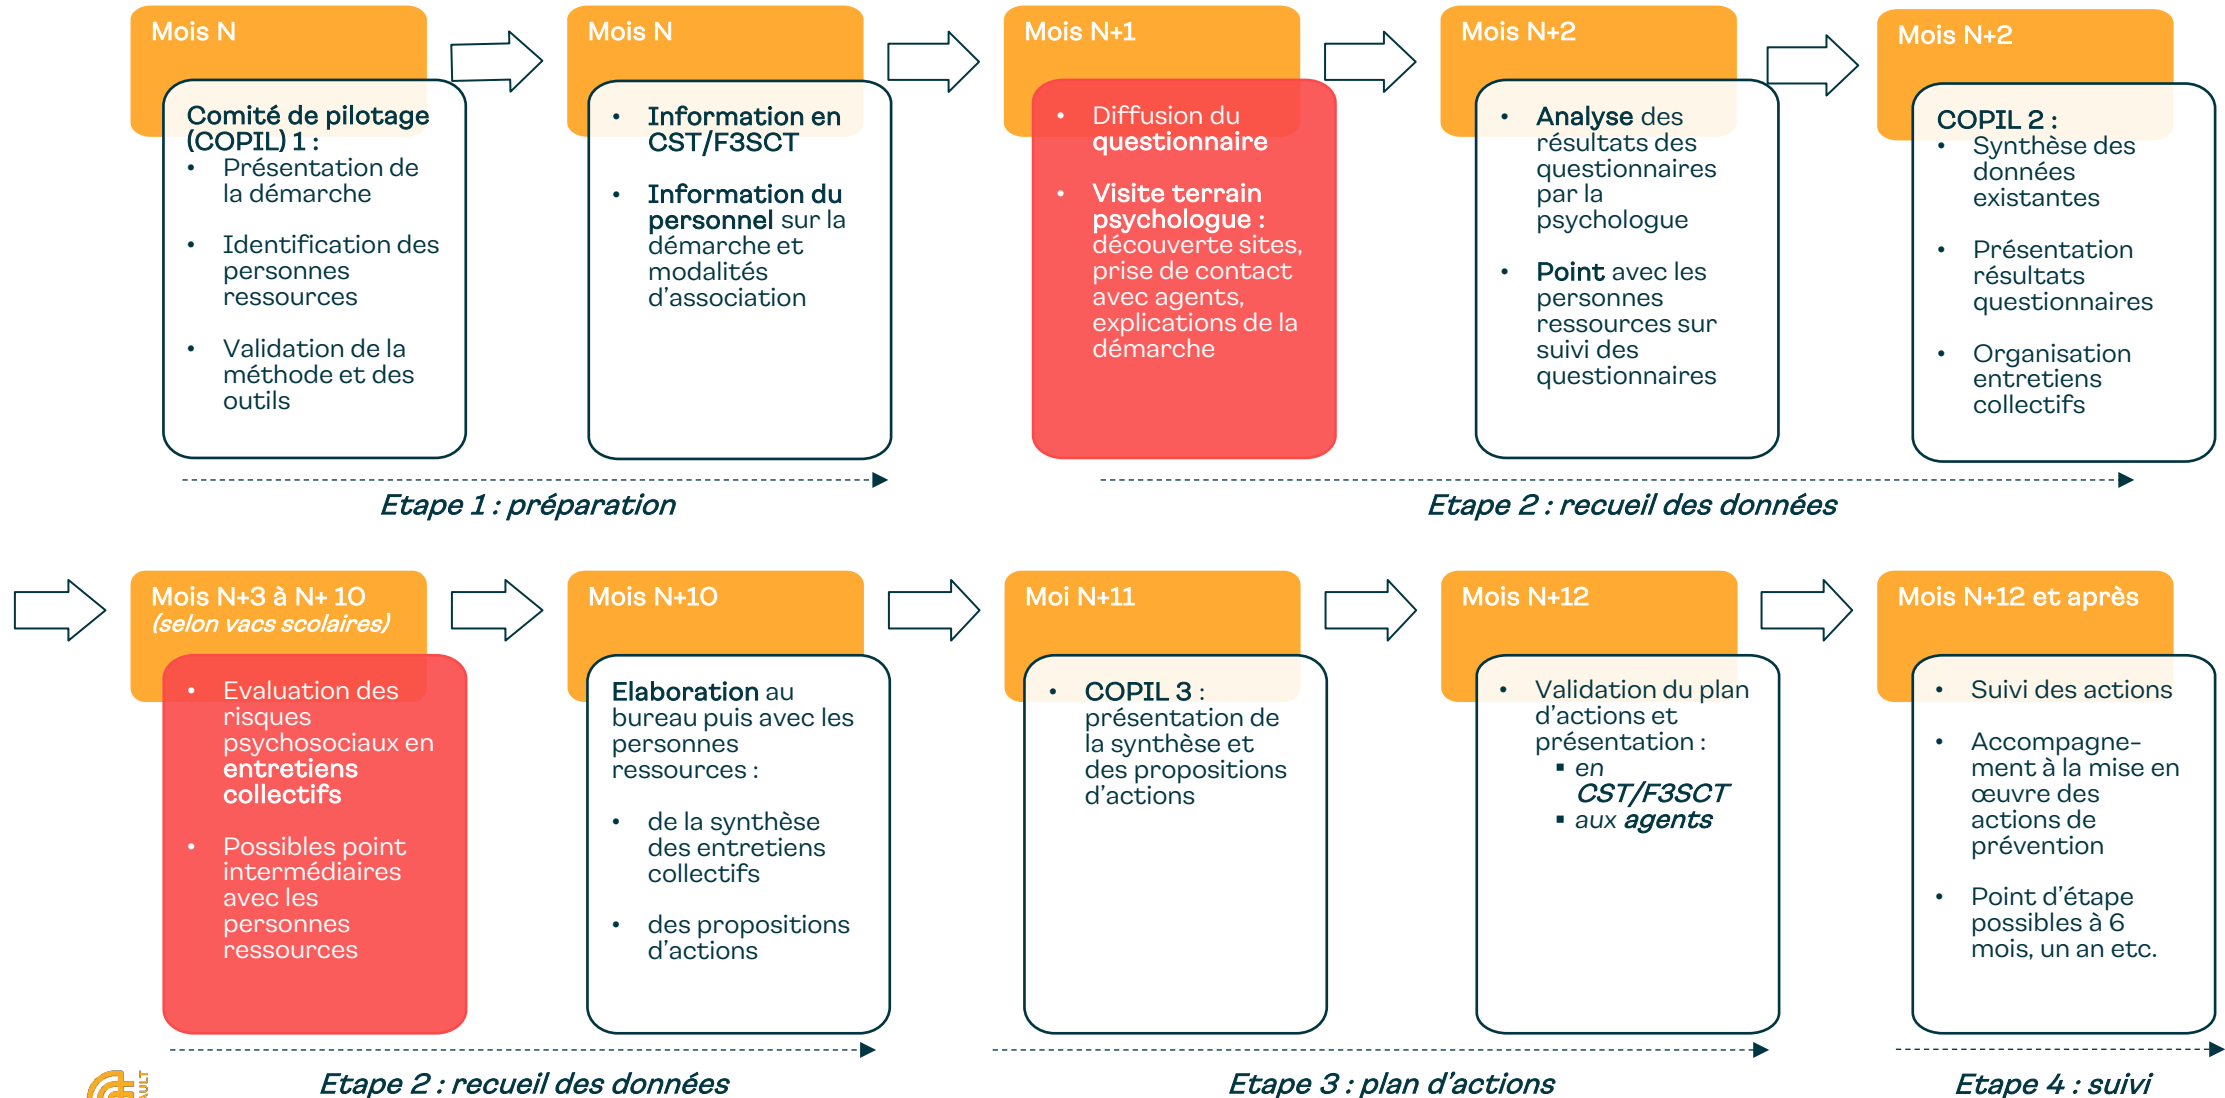 Mois N
Comité de pilotage
(COPIL) 1 :
• Présentation de
la démarche
• Identification des
personnes
ressources
• Validation de la
méthode et des
outils
Mois N
• Information en
CST/F3SCT
• Information du
personnel sur la
démarche et
modalités
d'association
Mois N+1
• Diffusion du
questionnaire
• Visite terrain
psychologue :
découverte sites,
prise de contact
avec agents,
explications de la
démarche
Mois N+2
• Analyse des
résultats des
questionnaires
par la
psychologue
• Point avec les
personnes
ressources sur
suivi des
questionnaires
Mois N+2
COPIL 2 :
• Synthèse des
données
existantes
• Présentation
résultats
questionnaires
• Organisation
entretiens
collectifs
Etape 1 : préparation
Etape 2 : recueil des données
Mois N+3 à N+ 10
(selon vacs scolaires)
• Evaluation des
risques
psychosociaux en
entretiens
collectifs
• Possibles point
intermédiaires
avec les
personnes
ressources
Mois N+10
Elaboration au
bureau puis avec les
personnes
ressources :
• de la synthèse
des entretiens
collectifs
• des propositions
d'actions
Moi N+11
• COPIL 3 :
présentation de
la synthèse et
des propositions
d'actions
Mois N+12
• Validation du plan
d'actions et
présentation :
▪ en
CST/F3SCT
▪ aux agents
Mois N+12 et après
• Suivi des actions
• Accompagne-
ment à la mise en
œuvre des
actions de
prévention
• Point d'étape
possibles à 6
mois, un an etc.
Etape 2 : recueil des données
Etape 3 : plan d'actions
Etape 4 : suivi